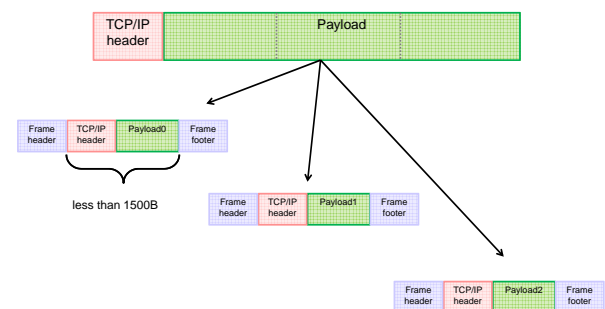 TCP/IP
header
Payload
Frame
header
TCP/IP
header
Payload0
Frame
footer
less than 1500B
Frame
header
TCP/IP
header
Payload1
Frame
footer
Frame
header
TCP/IP
header
Payload2
Frame
footer